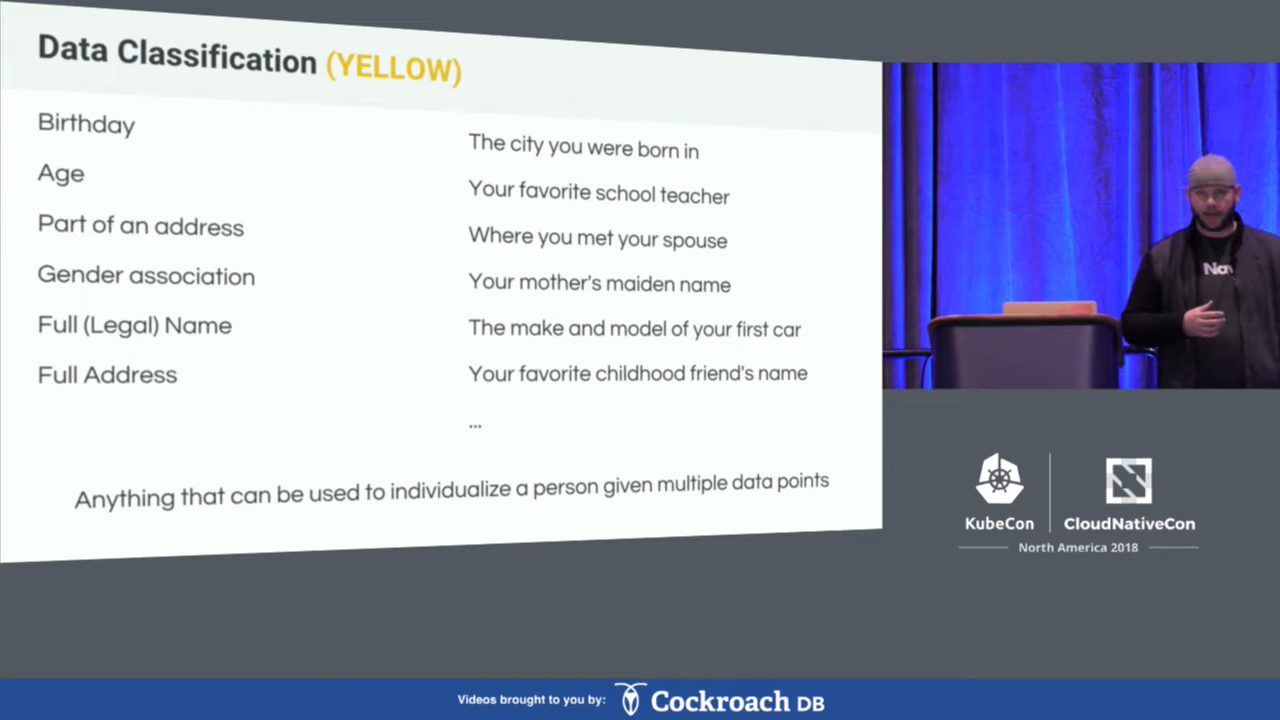 Data Classification (YELLOW)
Birthday
Age
Part of an address
Gender association
Full (Legal) Name
Full Address
The city you were born in
Your favorite school teacher
Where you met your spouse
Your mother's maiden name
The make and model of your first car
Your favorite childhood friend's name
...
Anything that can be used to individualize a person given multiple data points
KubeCon
CloudNativeCon
North America 2018
Videos brought to you by:
Cockroach DB